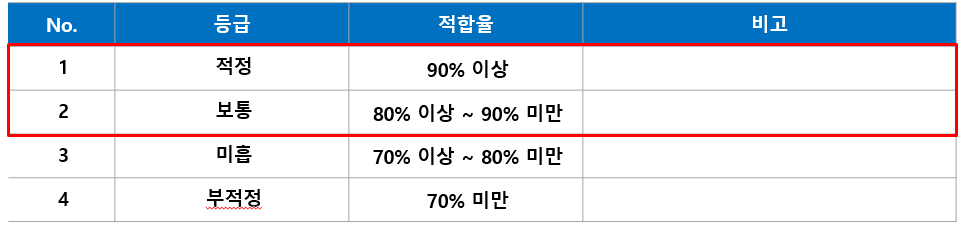 No. 등급 적합율 비고
1 적정 90% 이상
2 보통 80% 이상 ~ 90% 미만
3 미흡 70% 이상 ~ 80% 미만
4 부적정 70% 미만